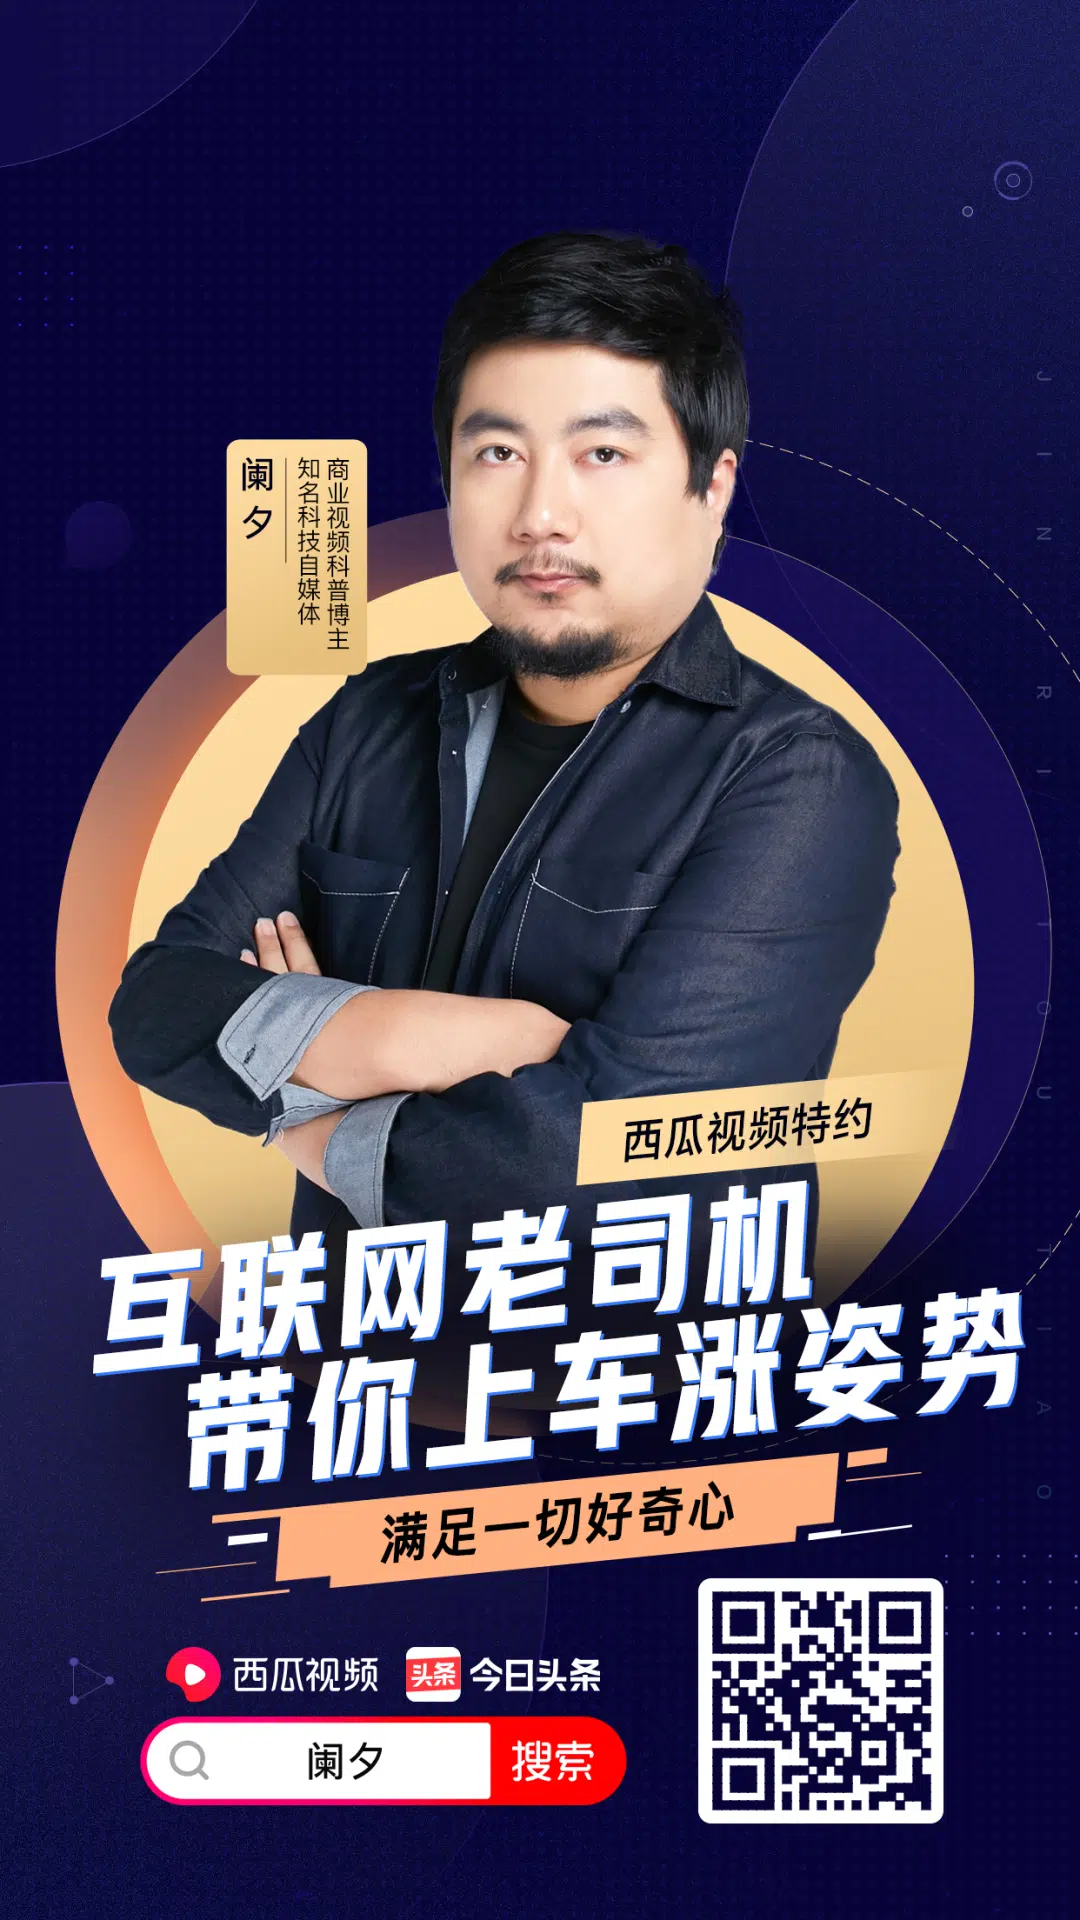 商业视频科普博主
知名科技自媒体
阑夕
JINRITOUTIAO
西瓜视频特约
互联网老司机
带你上车涨姿势
满足一切好奇心
西瓜视频
头条 今日头条
阑夕 搜索